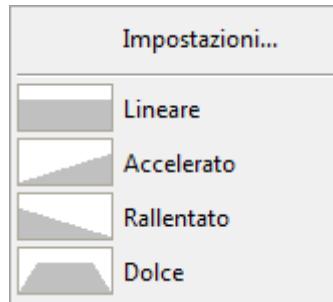 Impostazioni...
Lineare
Accelerato
Rallentato
Dolce